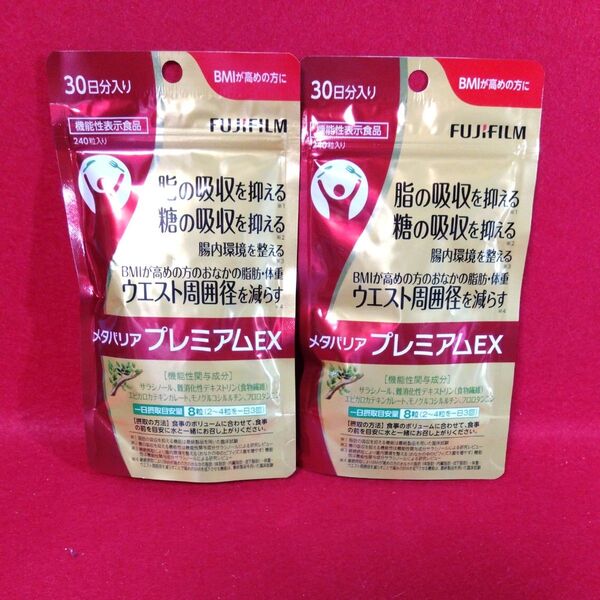 30日分入り
BMIが高めの方に
機能性表示食品
240粒入り
FUJIFILM
脂の吸収を抑える※1
糖の吸収を抑える※2
腸内環境を整える※3
BMIが高めの方のおなかの脂肪・体重
ウエスト周囲径を減らす※4
メタバリア プレミアムEX
[機能性関与成分]
サラシノール、難消化性デキストリン(食物繊維)
エピガロカテキンガレート、モノグルコシルルチン、フロロタンニン
一日摂取目安量 8粒(2~4粒を一日3回)
[摂取の方法]食事のボリュームに合わせて、食事
の前を目安に水と一緒にお召し上がりください。
30日分入り
BMIが高めの方に
機能性表示食品
240粒入り
FUJIFILM
脂の吸収を抑える※1
糖の吸収を抑える※2
腸内環境を整える※3
BMIが高めの方のおなかの脂肪・体重
ウエスト周囲径を減らす※4
メタバリア プレミアムEX
[機能性関与成分]
サラシノール、難消化性デキストリン(食物繊維)
エピガロカテキンガレート、モノグルコシルルチン、フロロタンニン
一日摂取目安量 8粒(2~4粒を一日3回)
[摂取の方法]食事のボリュームに合わせて、食事
の前を目安に水と一緒にお召し上がりください。